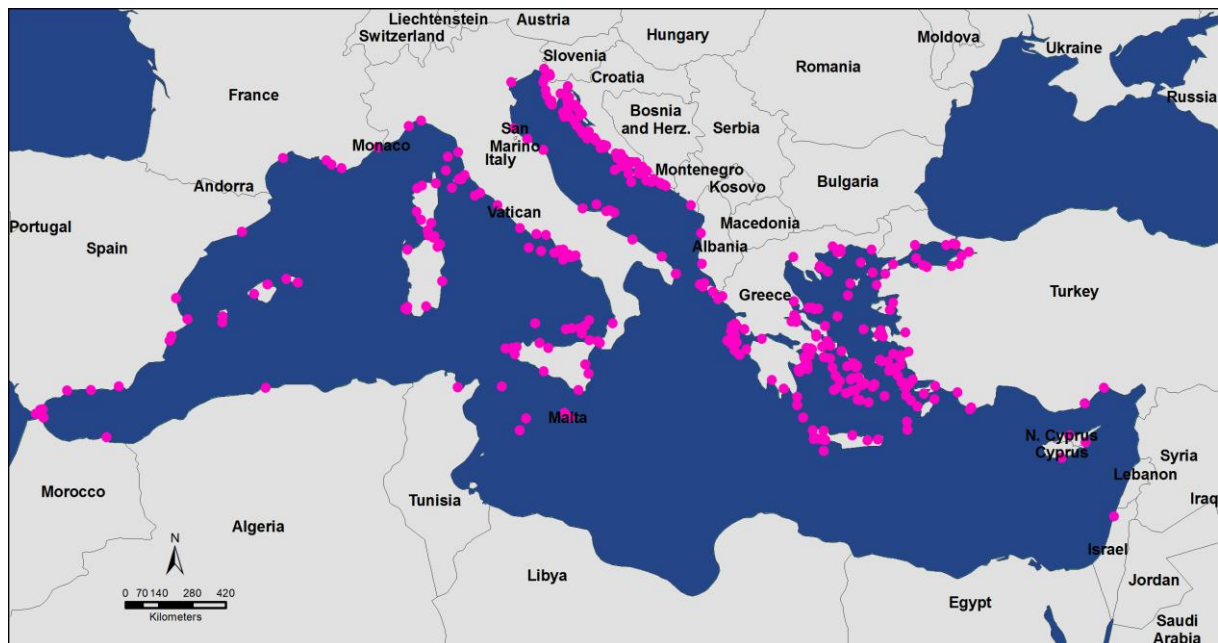 Liechtenstein
Austria
Switzerland
Hungary
Moldova
Ukraine
Slovenia
Croatia
Romania
France
Russia
Bosnia
and Herz.
Serbia
San
Marino
Monaco
Italy
Montenegro
Kosovo
Bulgaria
Andorra
Vatican
Macedonia
Portugal
Spain
Albania
Greece
Turkey
Malta
N. Cyprus
Cyprus
Syria
Lebanon
Morocco
Tunisia
Iraq
Algeria
N
Israel
Libya
Jordan
Egypt
0 70 140 280 420
Kilometers
Saudi
Arabia